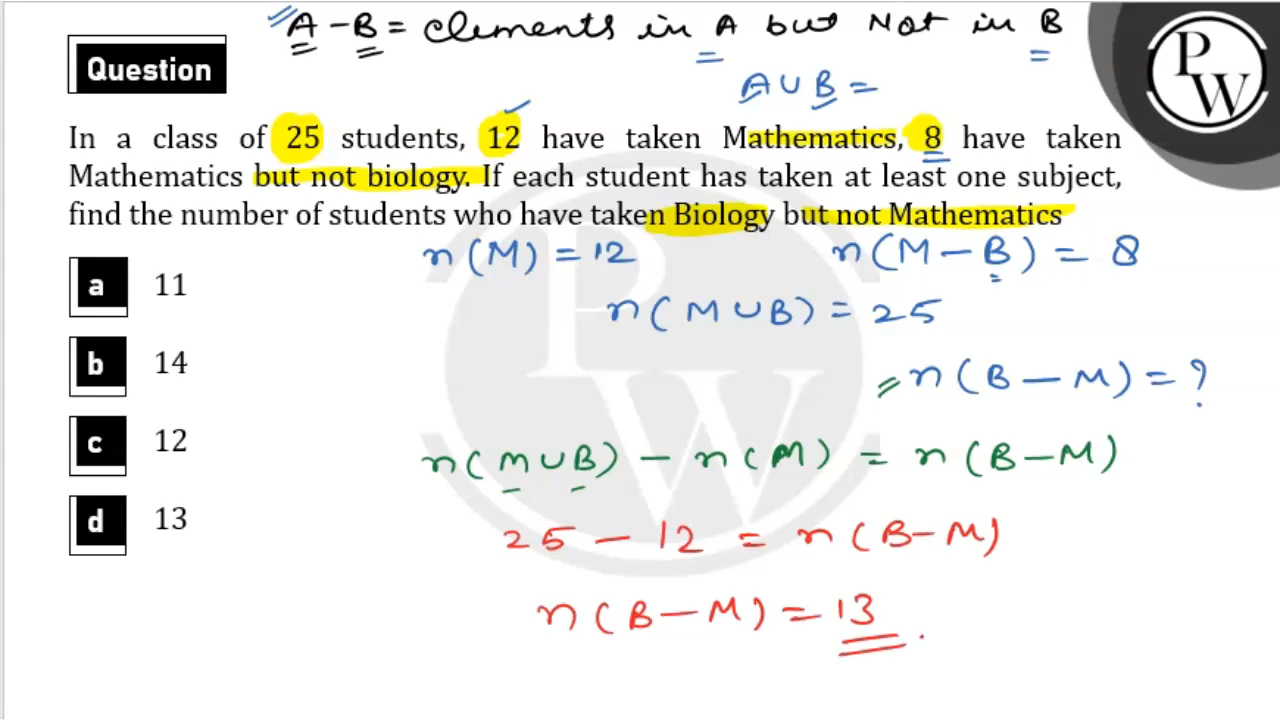 A - B = elements in A but Not in B
Question
A ∪ B =
PW
In a class of 25 students, 12 have taken Mathematics, 8 have taken
Mathematics but not biology. If each student has taken at least one subject,
find the number of students who have taken Biology but not Mathematics
n(M) = 12 n(M - B) = 8
a 11
n(M ∪ B) = 25
b 14
n(B - M) = ?
c 12
n(M ∪ B) - n(M) = n(B - M)
d 13
25 - 12 = n(B - M)
n(B - M) = 13